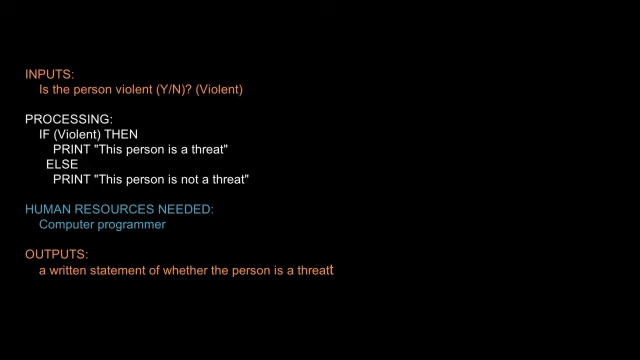 INPUTS:
Is the person violent (Y/N)? (Violent)
PROCESSING:
IF (Violent) THEN
PRINT "This person is a threat"
ELSE
PRINT "This person is not a threat"
HUMAN RESOURCES NEEDED:
Computer programmer
OUTPUTS:
a written statement of whether the person is a threatt